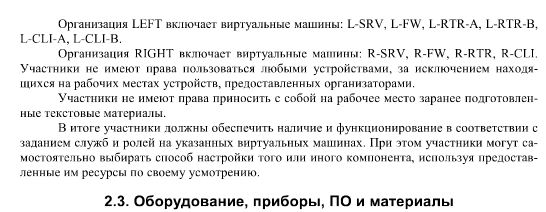 Организация LEFT включает виртуальные машины: L-SRV, L-FW, L-RTR-A, L-RTR-B,
L-CLI-A, L-CLI-B.
Организация RIGHT включает виртуальные машины: R-SRV, R-FW, R-RTR, R-CLI.
Участники не имеют права пользоваться любыми устройствами, за исключением находя-
щихся на рабочих местах устройств, предоставленных организаторами.
Участники не имеют права приносить с собой на рабочее место заранее подготовлен-
ные текстовые материалы.
В итоге участники должны обеспечить наличие и функционирование в соответствии с
заданием служб и ролей на указанных виртуальных машинах. При этом участники могут са-
мостоятельно выбирать способ настройки того или иного компонента, используя предостав-
ленные им ресурсы по своему усмотрению.
2.3. Оборудование, приборы, ПО и материалы